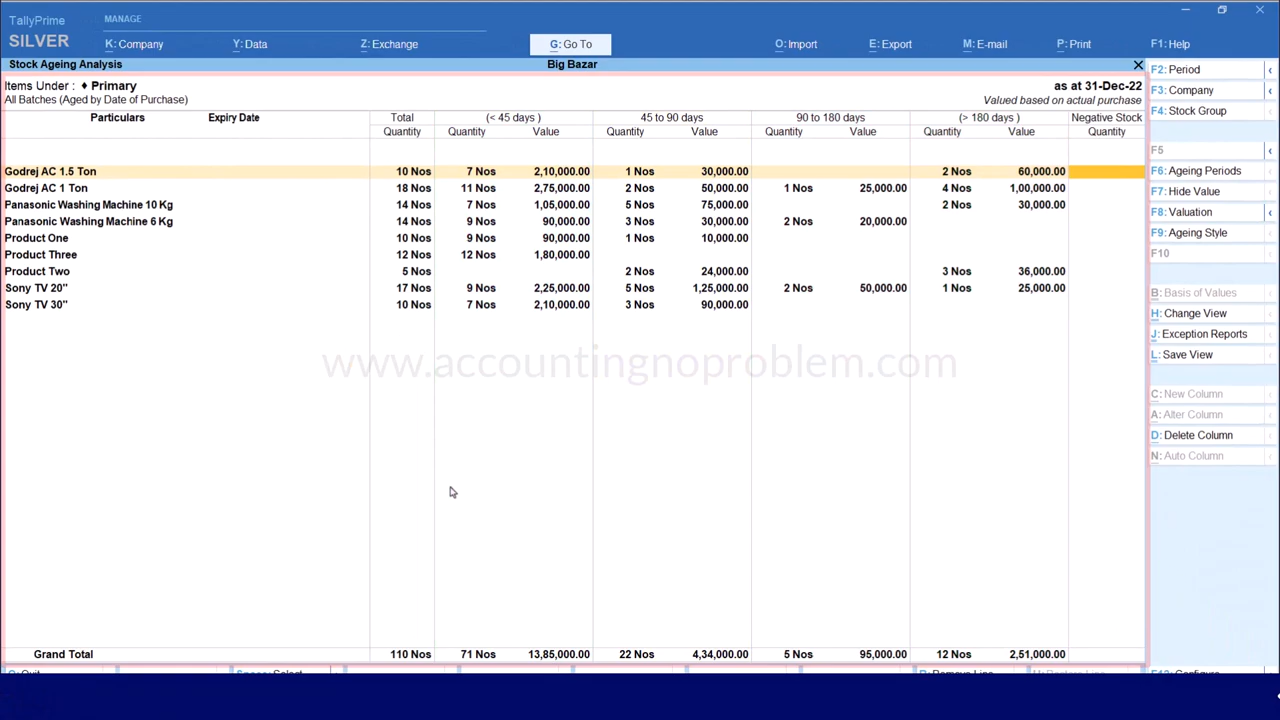 TallyPrime MANAGE
SILVER K: Company Y: Data Z: Exchange G: Go To O: Import E: Export M: E-mail P: Print F1: Help
Stock Ageing Analysis Big Bazar
Items Under : ♦ Primary as at 31-Dec-22
All Batches (Aged by Date of Purchase) Valued based on actual purchase
Particulars Expiry Date Total (< 45 days ) 45 to 90 days 90 to 180 days (> 180 days ) Negative Stock
Quantity Quantity Value Quantity Value Quantity Value Quantity Value Quantity
Godrej AC 1.5 Ton 10 Nos 7 Nos 2,10,000.00 1 Nos 30,000.00 2 Nos 60,000.00
Godrej AC 1 Ton 18 Nos 11 Nos 2,75,000.00 2 Nos 50,000.00 1 Nos 25,000.00 4 Nos 1,00,000.00
Panasonic Washing Machine 10 Kg 14 Nos 7 Nos 1,05,000.00 5 Nos 75,000.00 2 Nos 30,000.00
Panasonic Washing Machine 6 Kg 14 Nos 9 Nos 90,000.00 3 Nos 30,000.00 2 Nos 20,000.00
Product One 10 Nos 9 Nos 90,000.00 1 Nos 10,000.00
Product Three 12 Nos 12 Nos 1,80,000.00
Product Two 5 Nos 2 Nos 24,000.00 3 Nos 36,000.00
Sony TV 20" 17 Nos 9 Nos 2,25,000.00 5 Nos 1,25,000.00 2 Nos 50,000.00 1 Nos 25,000.00
Sony TV 30" 10 Nos 7 Nos 2,10,000.00 3 Nos 90,000.00
www.accountingnoproblem.com
Grand Total 110 Nos 71 Nos 13,85,000.00 22 Nos 4,34,000.00 5 Nos 95,000.00 12 Nos 2,51,000.00
F2: Period
F3: Company
F4: Stock Group
F5
F6: Ageing Periods
F7: Hide Value
F8: Valuation
F9: Ageing Style
F10
B: Basis of Values
H: Change View
J: Exception Reports
L: Save View
C: New Column
A: Alter Column
D: Delete Column
N: Auto Column